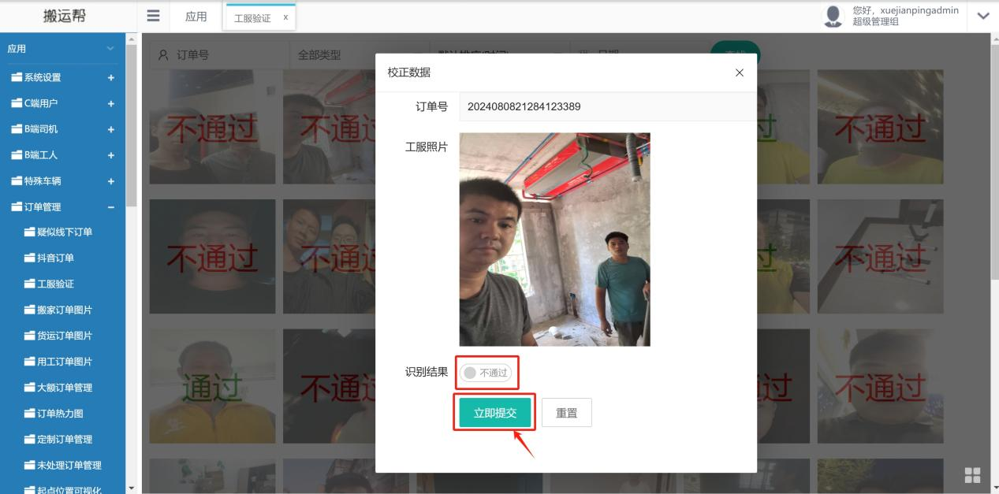 搬运帮
应用
工服验证 x
您好，xuejianpingadmin
超级管理组
应用
系统设置 +
C端用户 +
B端司机 +
B端工人 +
特殊车辆 +
订单管理 −
疑似线下订单
抖音订单
工服验证
搬家订单图片
货运订单图片
用工订单图片
大额订单管理
订单热力图
定制订单管理
未处理订单管理
起点位置可视化
订单号
全部类型
不通过
不通过
不通过
不通过
不通过
不通过
通过
不通过
不通过
校正数据
订单号 2024080821284123389
工服照片
识别结果 不通过
立即提交 重置